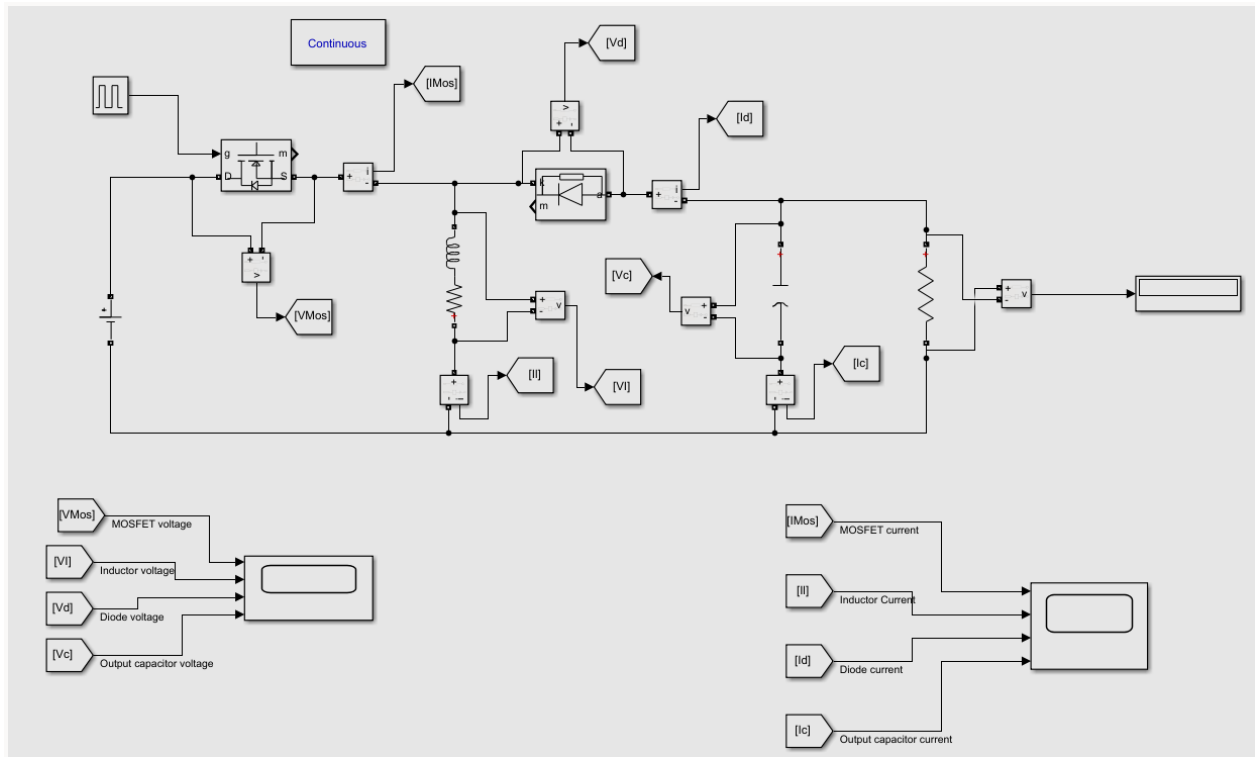 Continuous
[Vd]
[IMos]
[Id]
g
m
D
S
i
+
-
+
-
v
k
a
m
i
+
-
[VMos]
+
-
v
[Vc]
v
+
-
+
-
v
[Il]
[Vl]
[Ic]
+
-
i
+
-
i
[VMos]
MOSFET voltage
[Vl]
Inductor voltage
[Vd]
Diode voltage
[Vc]
Output capacitor voltage
[IMos]
MOSFET current
[Il]
Inductor Current
[Id]
Diode current
[Ic]
Output capacitor current